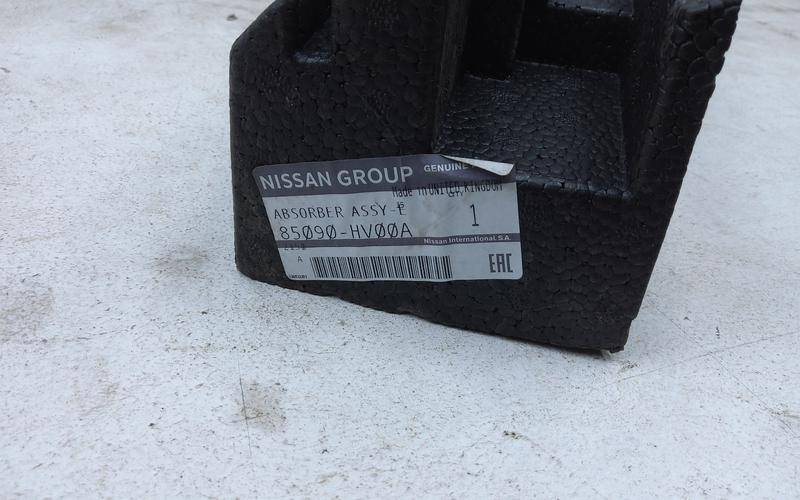 NISSAN GROUP GENUINE
Made in UNITED KINGDOM
ABSORBER ASSY-E
1
85090-HV00A
Nissan International. S.A.
A
EAC